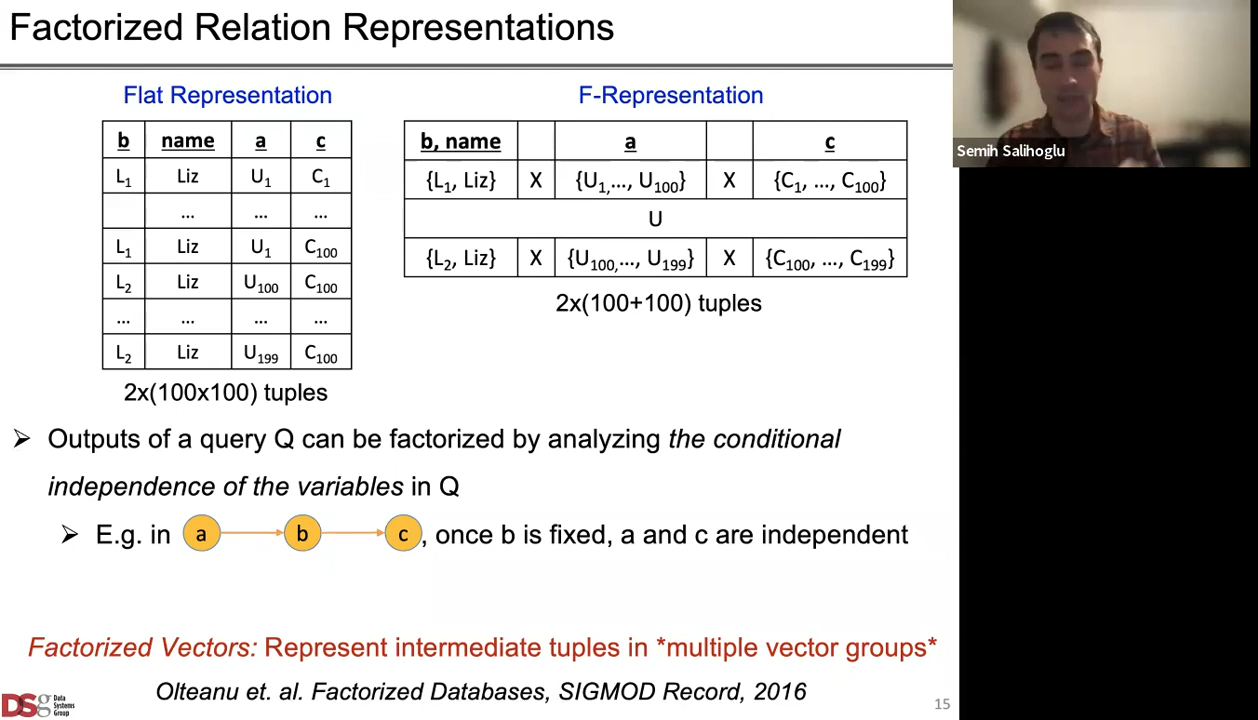 Factorized Relation Representations
Flat Representation
b name a c
L1 Liz U1 C1
... ... ...
L1 Liz U1 C100
L2 Liz U100 C100
... ... ... ...
L2 Liz U199 C100
2x(100x100) tuples
F-Representation
b, name a c
{L1, Liz} X {U1,..., U100} X {C1, ..., C100}
U
{L2, Liz} X {U100,..., U199} X {C100, ..., C199}
2x(100+100) tuples
Semih Salihoglu
➢ Outputs of a query Q can be factorized by analyzing the conditional
independence of the variables in Q
➢ E.g. in a b c , once b is fixed, a and c are independent
Factorized Vectors: Represent intermediate tuples in *multiple vector groups*
Olteanu et. al. Factorized Databases, SIGMOD Record, 2016
DSg Data
Systems
Group
15